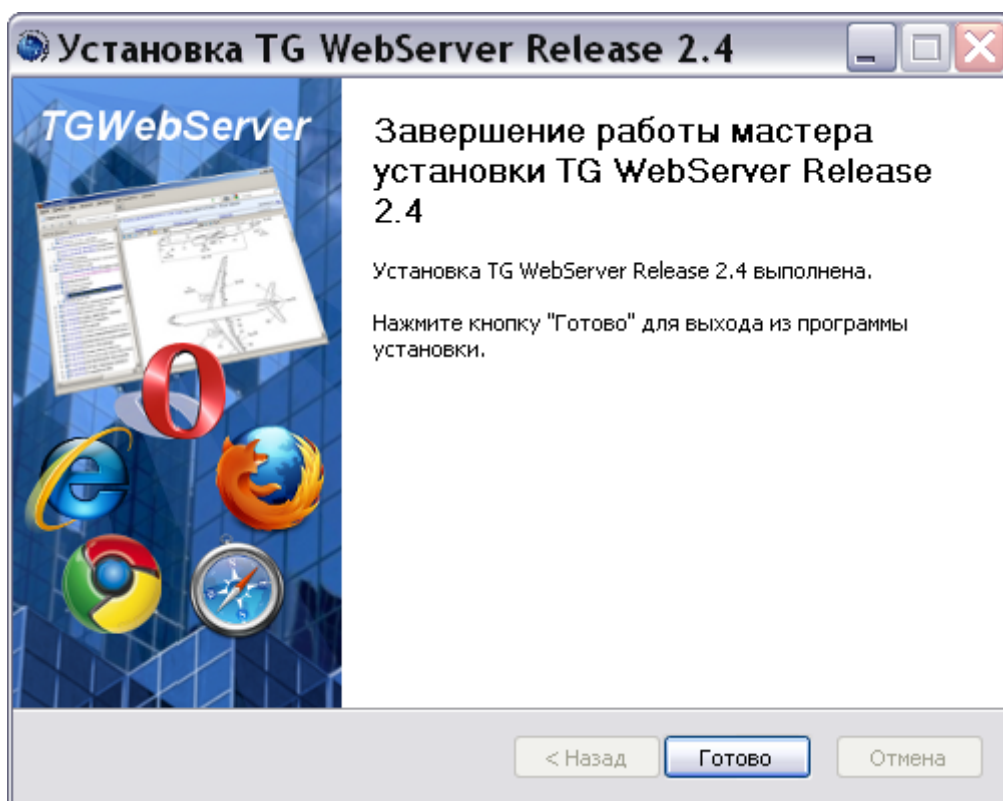 Установка TG WebServer Release 2.4
TGWebServer
Завершение работы мастера
установки TG WebServer Release
2.4
Установка TG WebServer Release 2.4 выполнена.
Нажмите кнопку "Готово" для выхода из программы
установки.
< Назад
Готово
Отмена